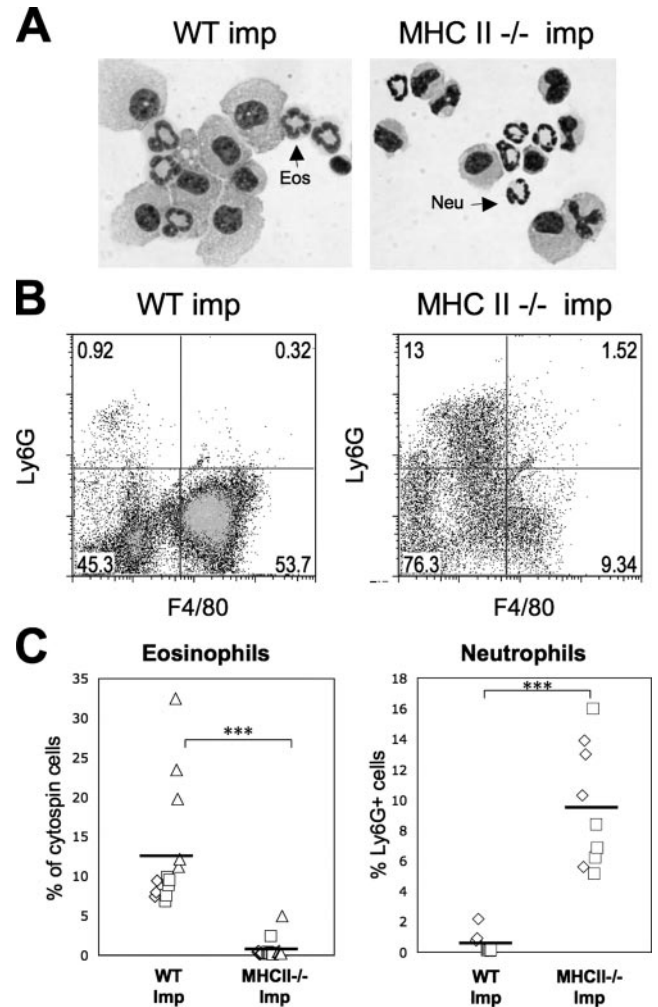 A
WT imp
MHC II -/- imp
Eos
Neu
B
WT imp
MHC II -/- imp
0.92
0.32
45.3
53.7
Ly6G
F4/80
13
1.52
76.3
9.34
Ly6G
F4/80
C
Eosinophils
Neutrophils
% of cytospin cells
35
30
25
20
15
10
5
0
***
WT
Imp
MHCII-/-
Imp
% Ly6G+ cells
18
16
14
12
10
8
6
4
2
0
***
WT
Imp
MHCII-/-
Imp